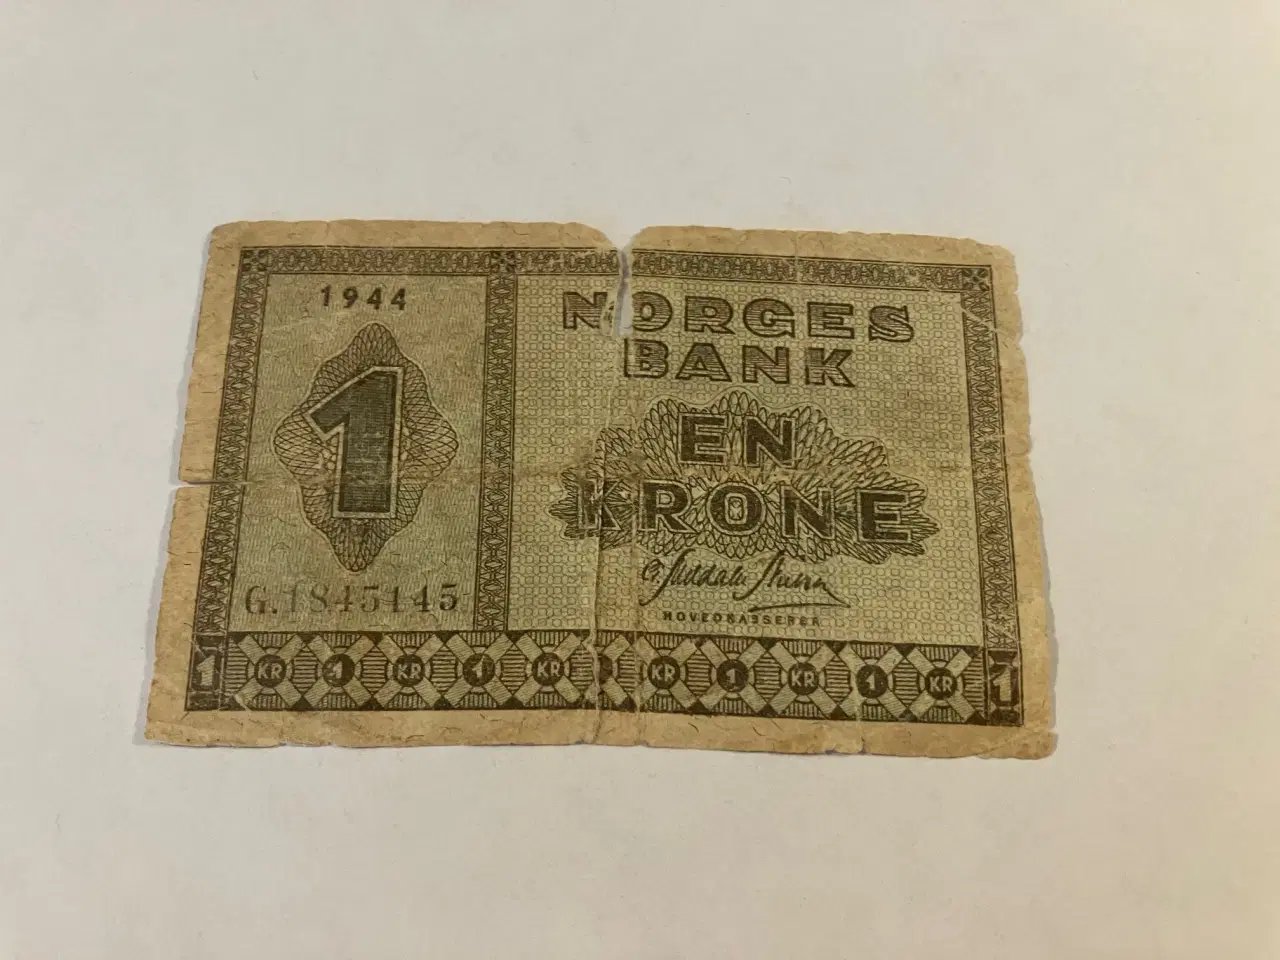 1944
1
G.1845145
NORGES
BANK
EN
KRONE
HOVEDKASSERER
1 KR 1 KR 1 KR KR 1 KR 1 KR 1